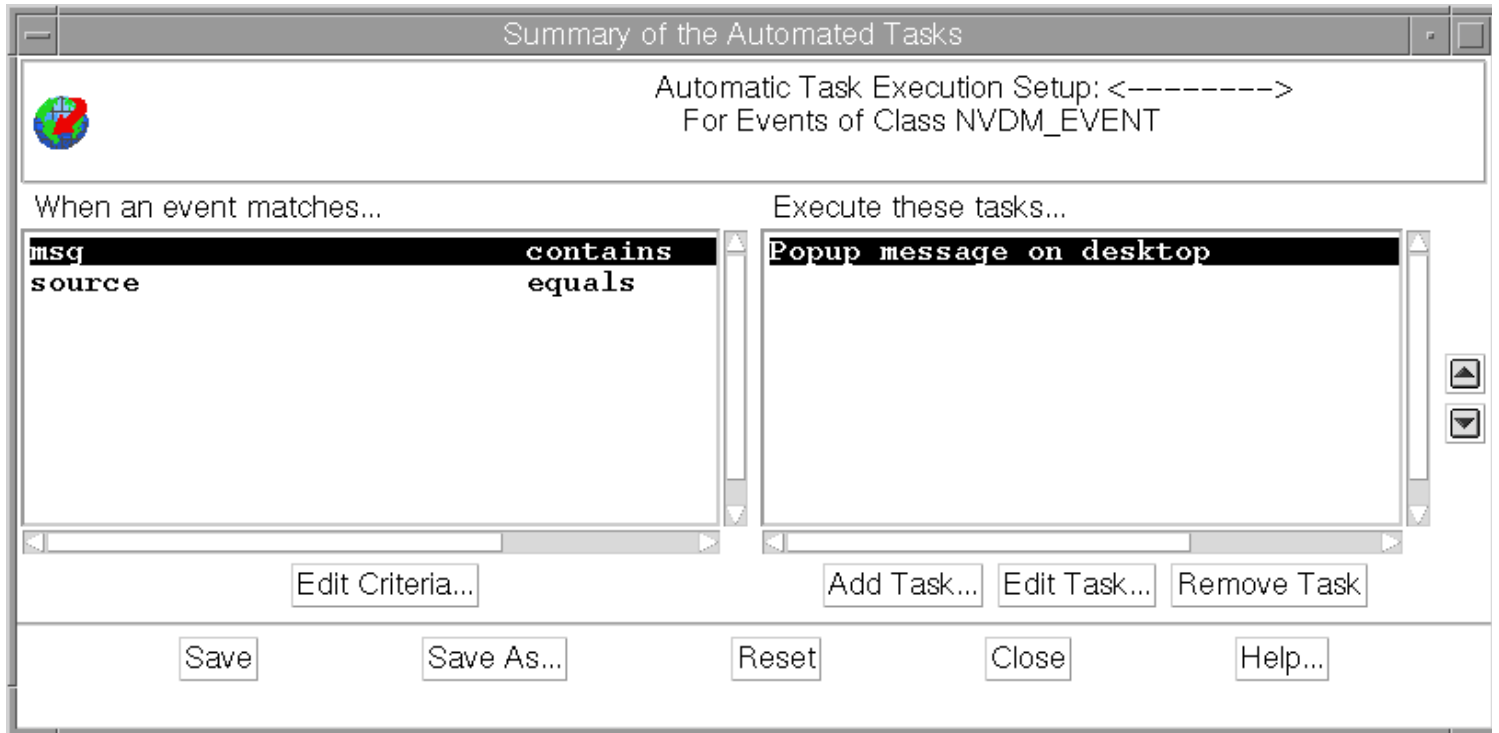 Summary of the Automated Tasks
Automatic Task Execution Setup: <-------->
For Events of Class NVDM_EVENT
When an event matches... Execute these tasks...
msg contains Popup message on desktop
source equals
Edit Criteria... Add Task... Edit Task... Remove Task
Save Save As... Reset Close Help...